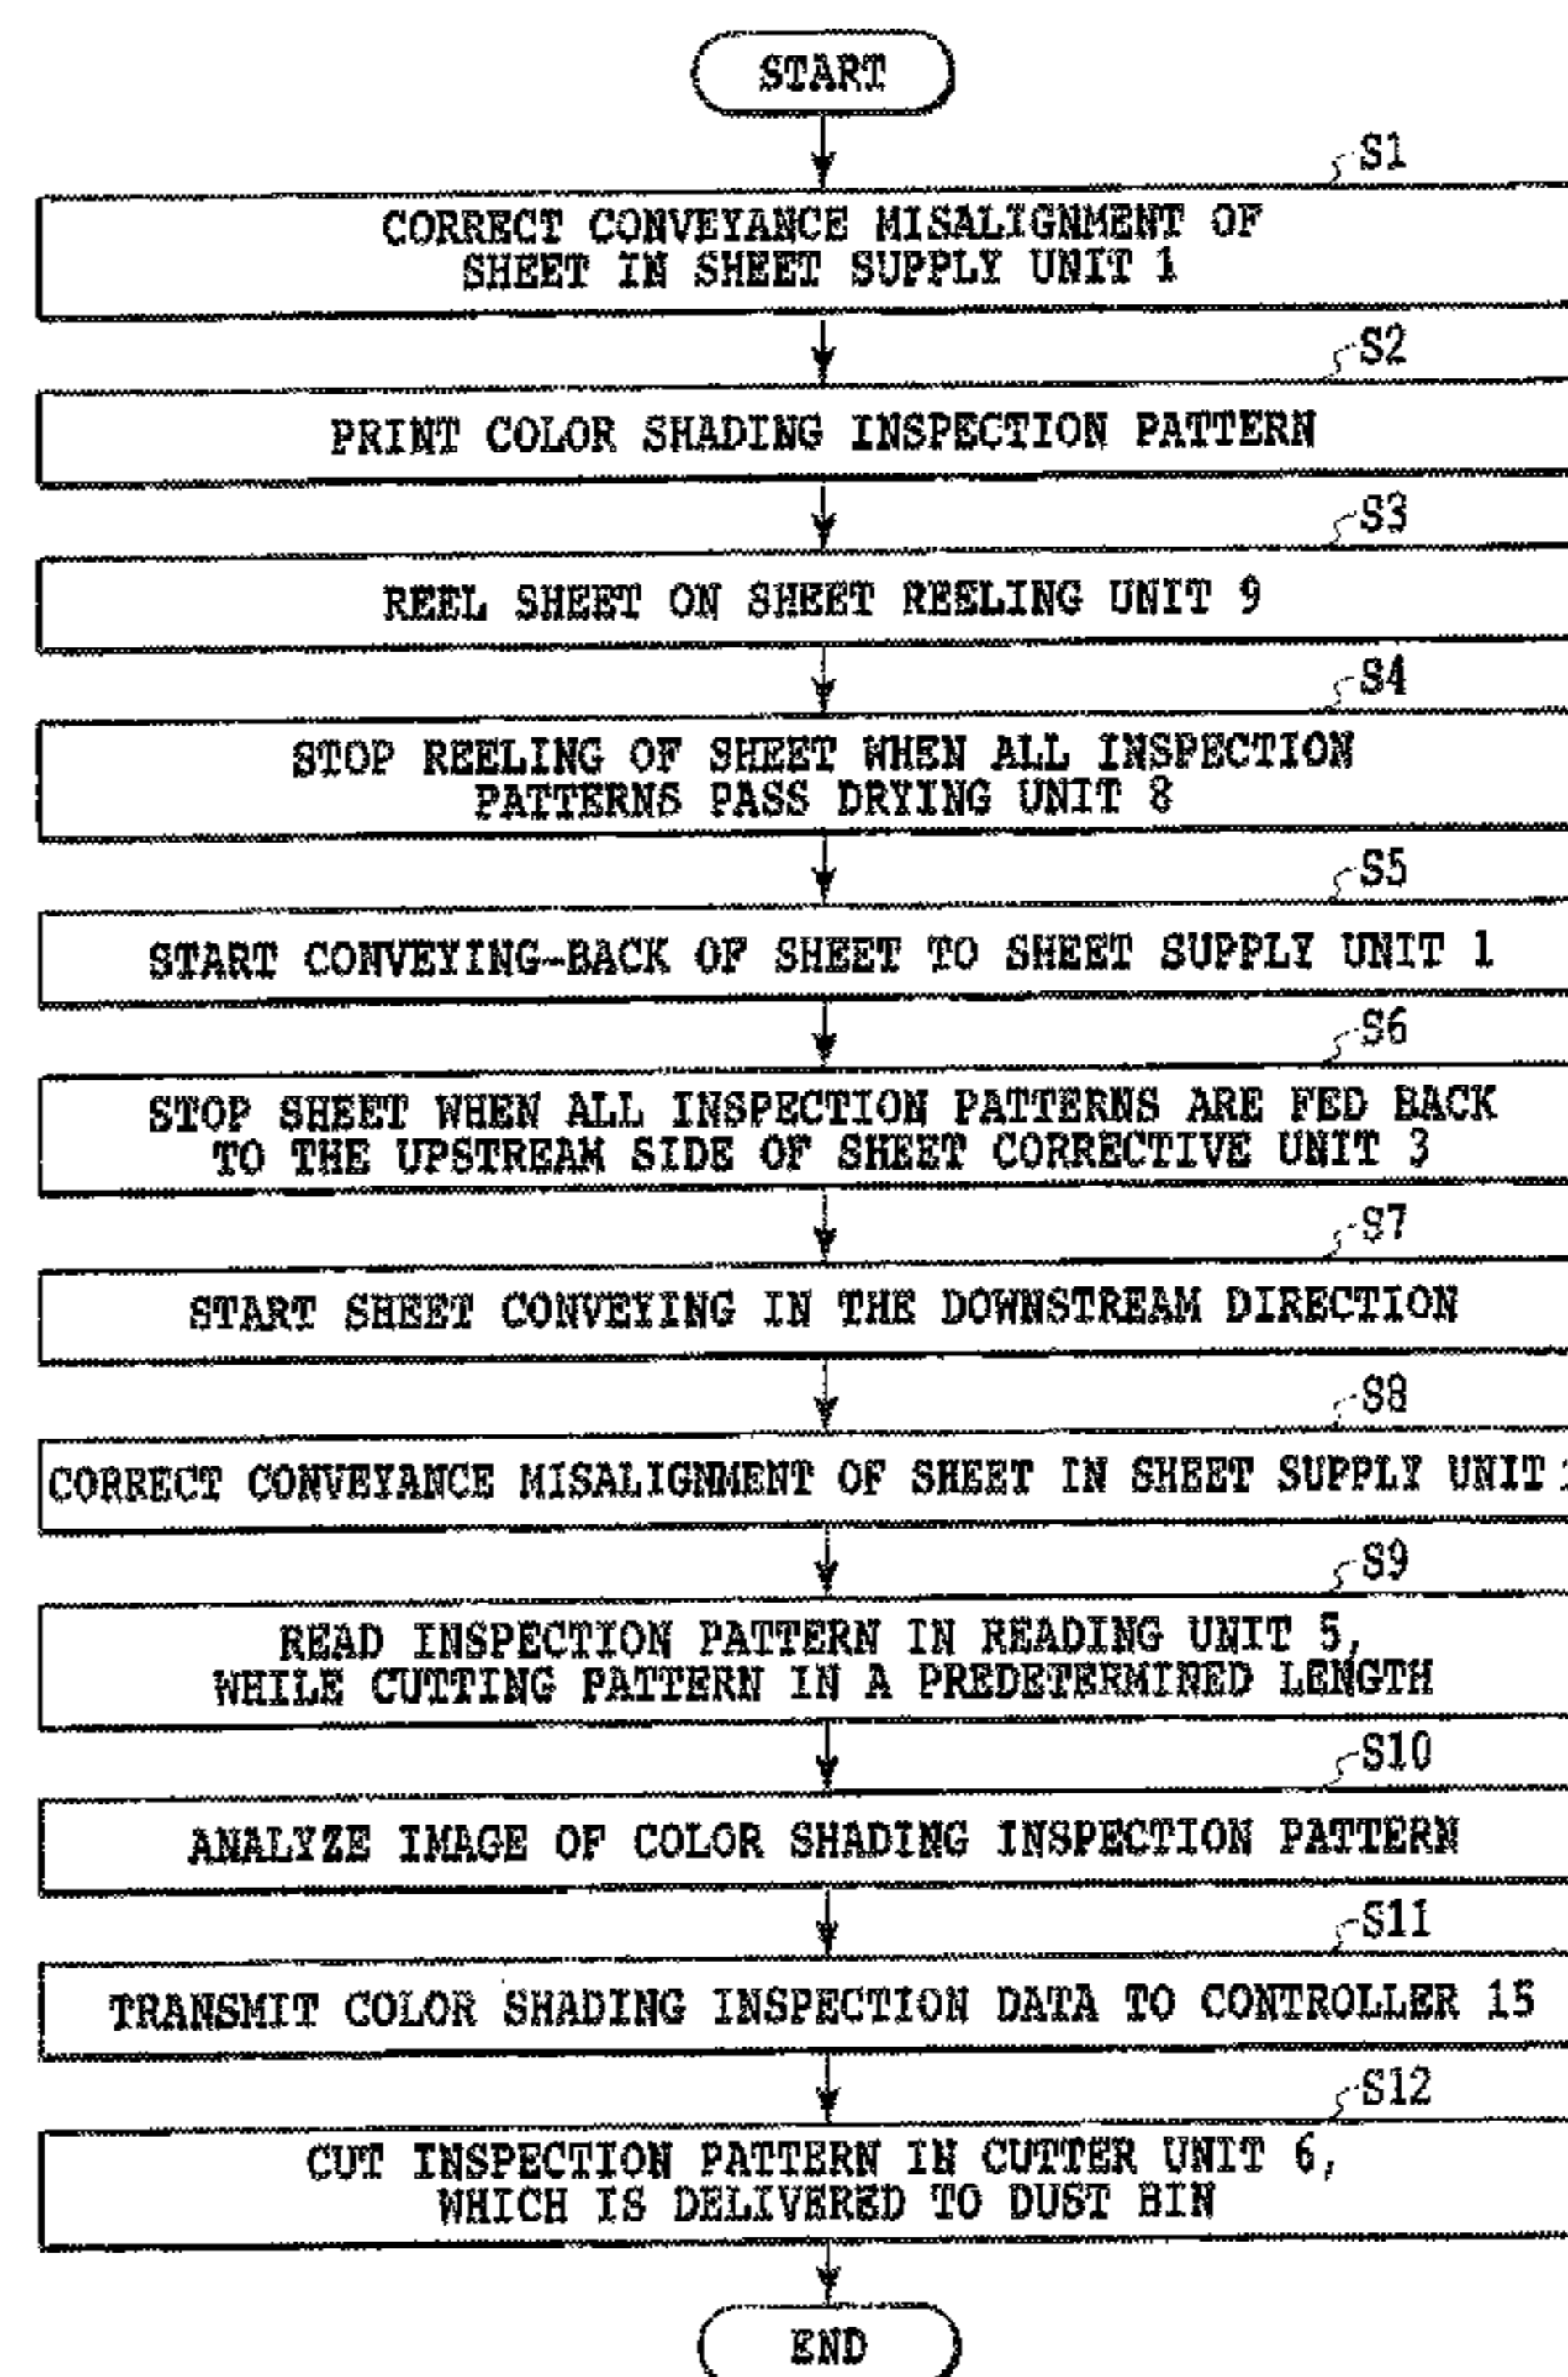 START
S1
CORRECT CONVEYANCE MISALIGNMENT OF
SHEET IN SHEET SUPPLY UNIT 1
S2
PRINT COLOR SHADING INSPECTION PATTERN
S3
REEL SHEET ON SHEET REELING UNIT 9
S4
STOP REELING OF SHEET WHEN ALL INSPECTION
PATTERNS PASS DRYING UNIT 8
S5
START CONVEYING-BACK OF SHEET TO SHEET SUPPLY UNIT 1
S6
STOP SHEET WHEN ALL INSPECTION PATTERNS ARE FED BACK
TO THE UPSTREAM SIDE OF SHEET CORRECTIVE UNIT 3
S7
START SHEET CONVEYIING IN THE DOWNSTREAM DIRECTION
S8
CORRECT CONVEYANCE MISALIGNMENT OF SHEET IN SHEET SUPPLY UNIT
S9
READ INSPECTION PATTERN IN READING UNIT 5,
WHILE CUTTING PATTERN IN A PREDETERMINED LENGTH
S10
ANALYZE IMAGE OF COLOR SHADING INSPECTION PATTERN
S11
TRANSMIT COLOR SHADING INSPECTION DATA TO CONTROLLER 15
S12
CUT INSPECTION PATTERN IN CUTTER UNIT 6,
WHICH IS DELIVERED TO DUST BIN
END